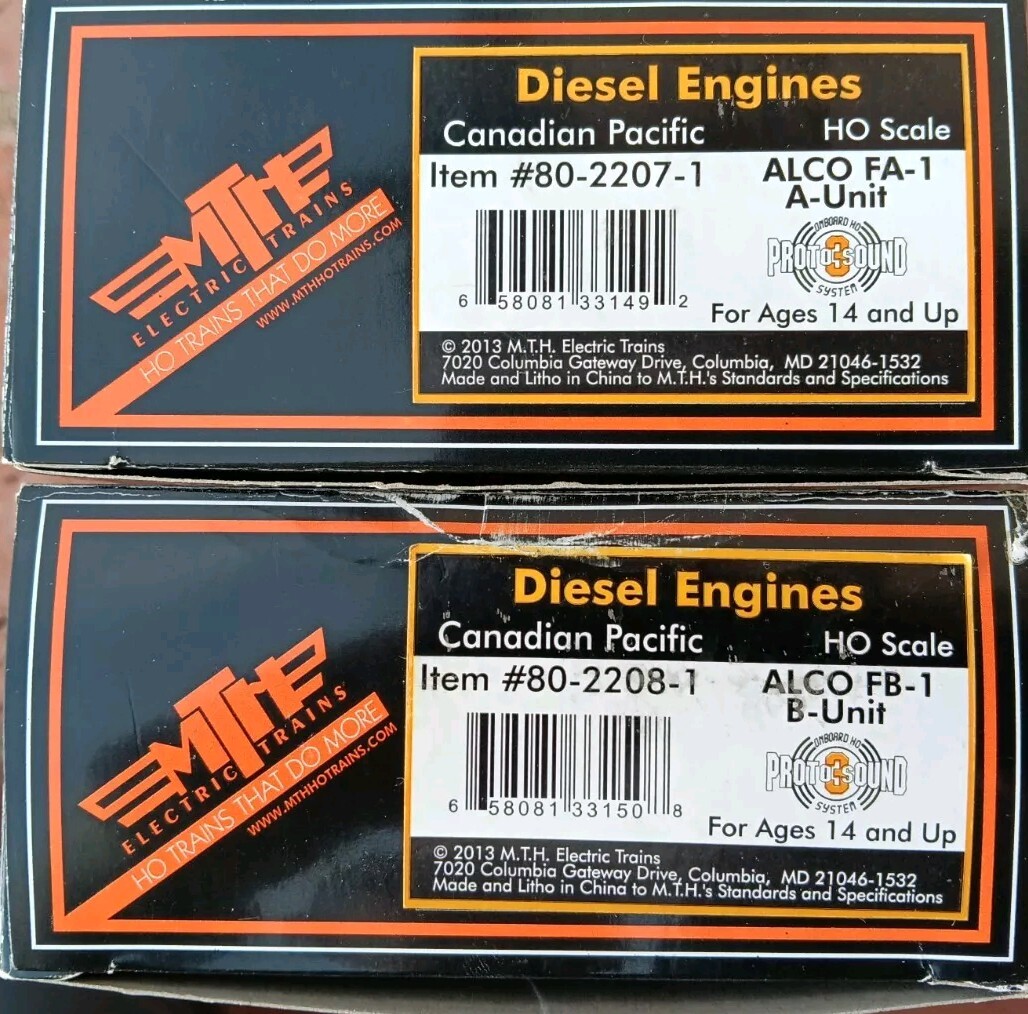 Diesel Engines
Canadian Pacific HO Scale
Item #80-2207-1 ALCO FA-1
A-Unit
ONBOARD HO
PROTO 3 SOUND
SYSTEM
6 58081 33149 2
For Ages 14 and Up
© 2013 M.T.H. Electric Trains
7020 Columbia Gateway Drive, Columbia, MD 21046-1532
Made and Litho in China to M.T.H.'s Standards and Specifications
MTH
ELECTRIC TRAINS
HO TRAINS THAT DO MORE
WWW.MTHHOTRAINS.COM
Diesel Engines
Canadian Pacific HO Scale
Item #80-2208-1 ALCO FB-1
B-Unit
ONBOARD HO
PROTO 3 SOUND
SYSTEM
6 58081 33150 8
For Ages 14 and Up
© 2013 M.T.H. Electric Trains
7020 Columbia Gateway Drive, Columbia, MD 21046-1532
Made and Litho in China to M.T.H.'s Standards and Specifications
MTH
ELECTRIC TRAINS
HO TRAINS THAT DO MORE
WWW.MTHHOTRAINS.COM